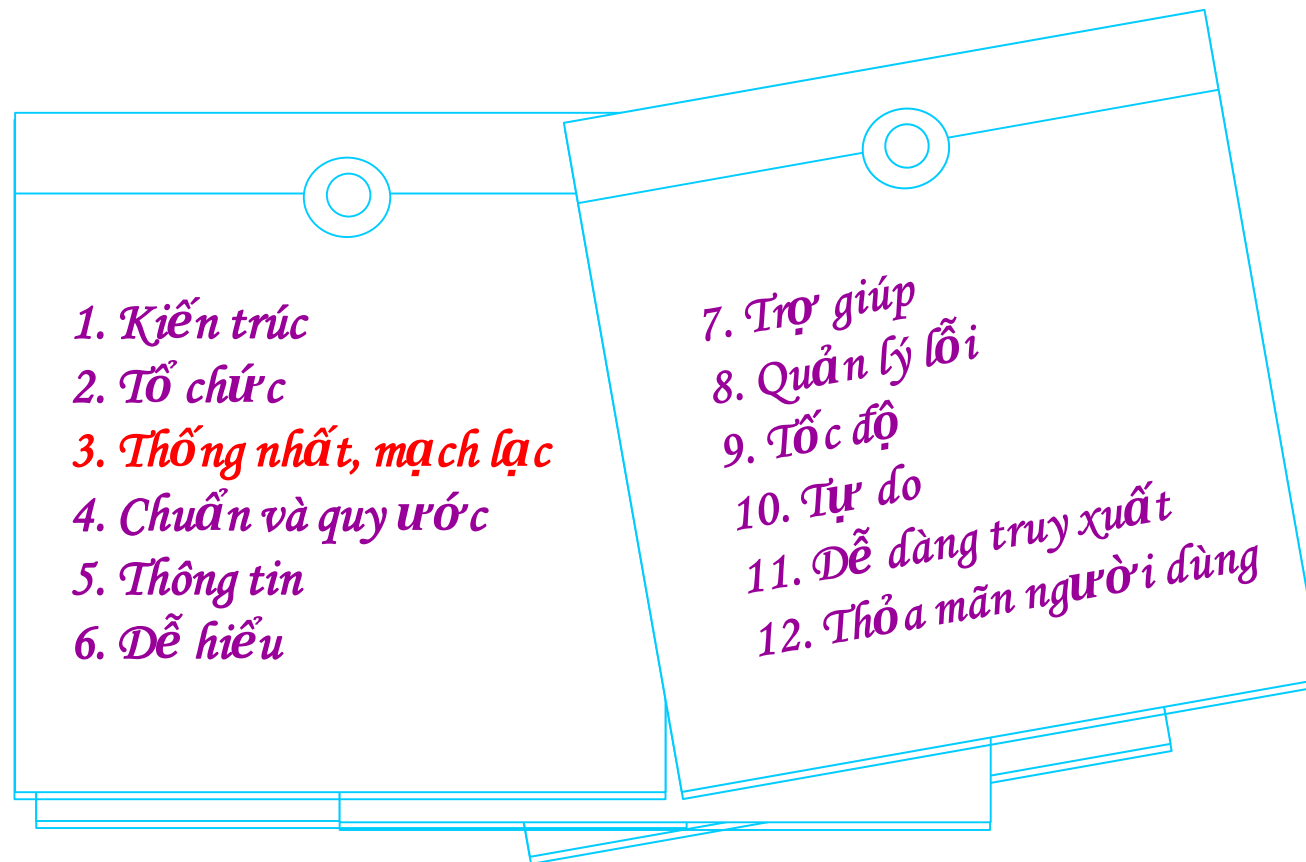 1. Kiến trúc
2. Tổ chức
3. Thống nhất, mạch lạc
4. Chuẩn và quy ước
5. Thông tin
6. Dễ hiểu
7. Trợ giúp
8. Quản lý lỗi
9. Tốc độ
10. Tự do
11. Dễ dàng truy xuất
12. Thỏa mãn người dùng